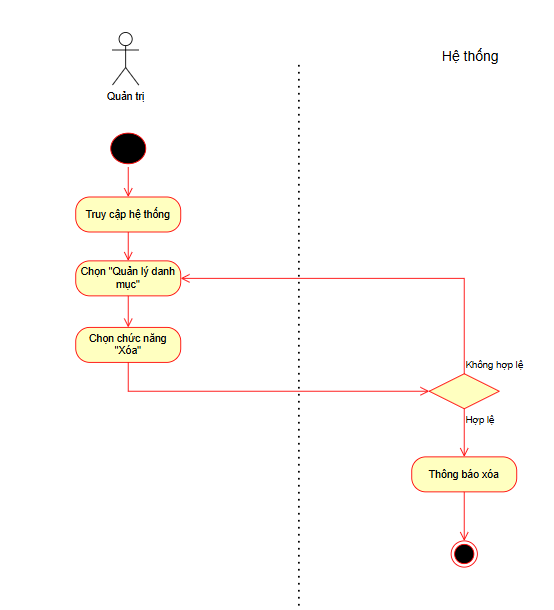 Hệ thống
Quản trị
Truy cập hệ thống
Chọn "Quản lý danh
mục"
Chọn chức năng
"Xóa"
Không hợp lệ
Hợp lệ
Thông báo xóa